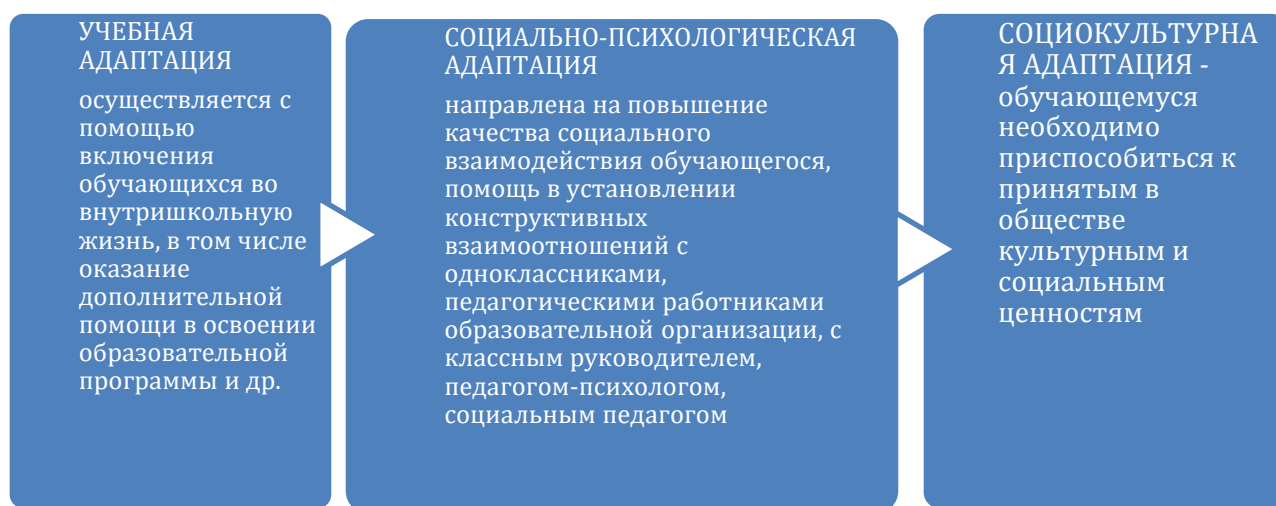 УЧЕБНАЯ
АДАПТАЦИЯ
осуществляется с
помощью
включения
обучающихся во
внутришкольную
жизнь, в том числе
оказание
дополнительной
помощи в освоении
образовательной
программы и др.
СОЦИАЛЬНО-ПСИХОЛОГИЧЕСКАЯ
АДАПТАЦИЯ
направлена на повышение
качества социального
взаимодействия обучающегося,
помощь в установлении
конструктивных
взаимоотношений с
одноклассниками,
педагогическими работниками
образовательной организации, с
классным руководителем,
педагогом-психологом,
социальным педагогом
СОЦИОКУЛЬТУРНА
Я АДАПТАЦИЯ -
обучающемуся
необходимо
приспособиться к
принятым в
обществе
культурным и
социальным
ценностям